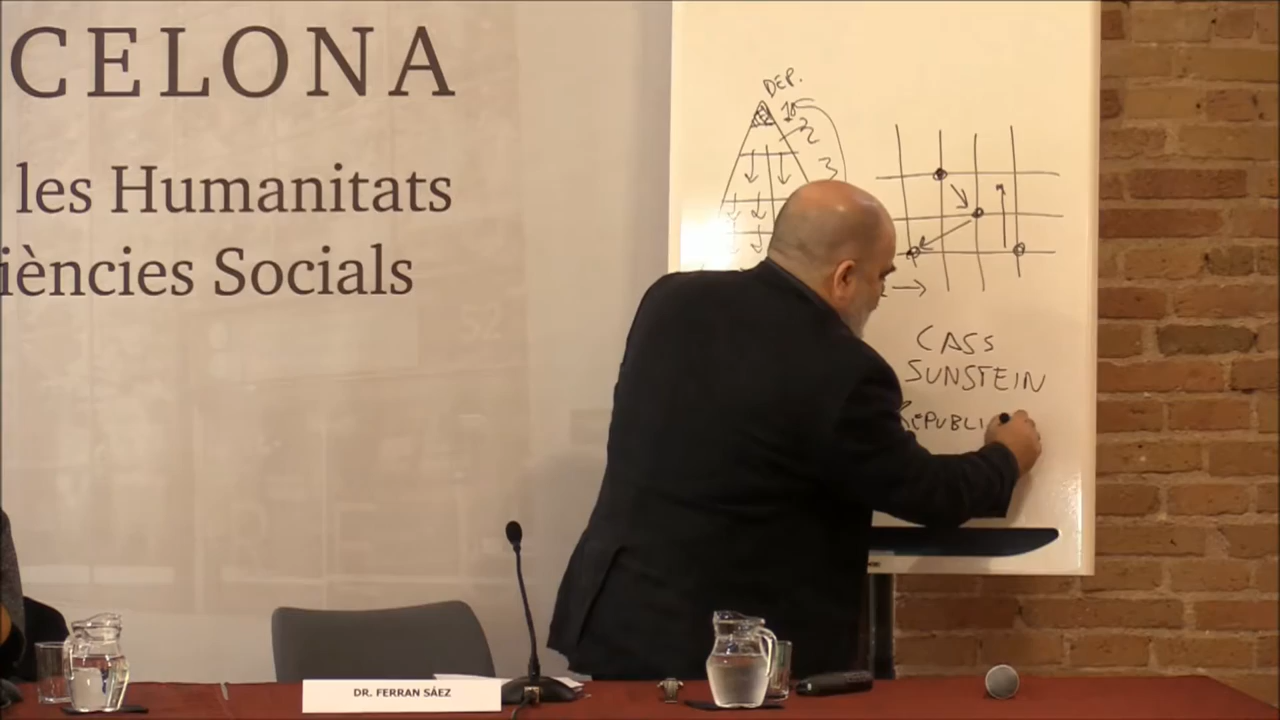 CELONA
les Humanitats
iències Socials
DEP.
1
2
3
CASS
SUNSTEIN
REPUBLI
DR. FERRAN SÁEZ